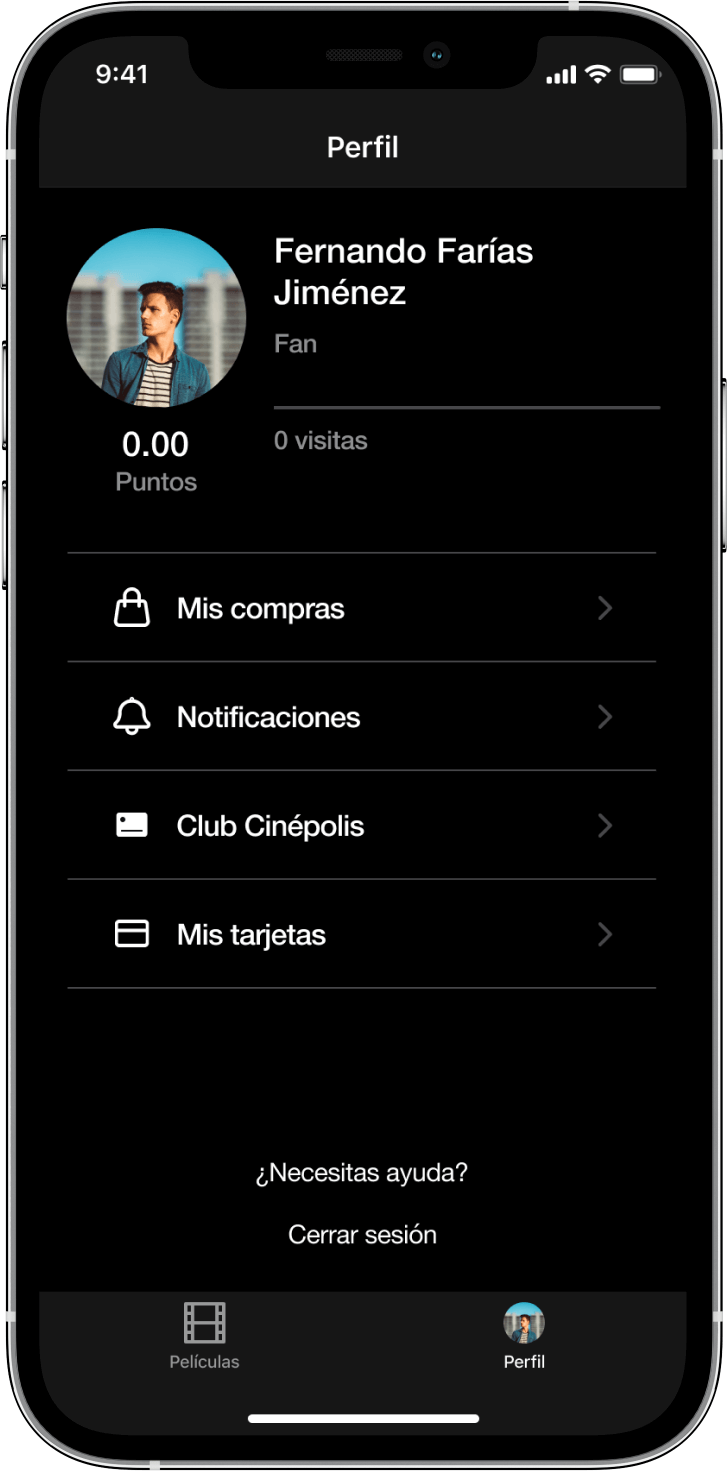 9:41
Perfil
Fernando Farías
Jiménez
Fan
0 visitas
0.00
Puntos
Mis compras
Notificaciones
Club Cinépolis
Mis tarjetas
¿Necesitas ayuda?
Cerrar sesión
Películas
Perfil